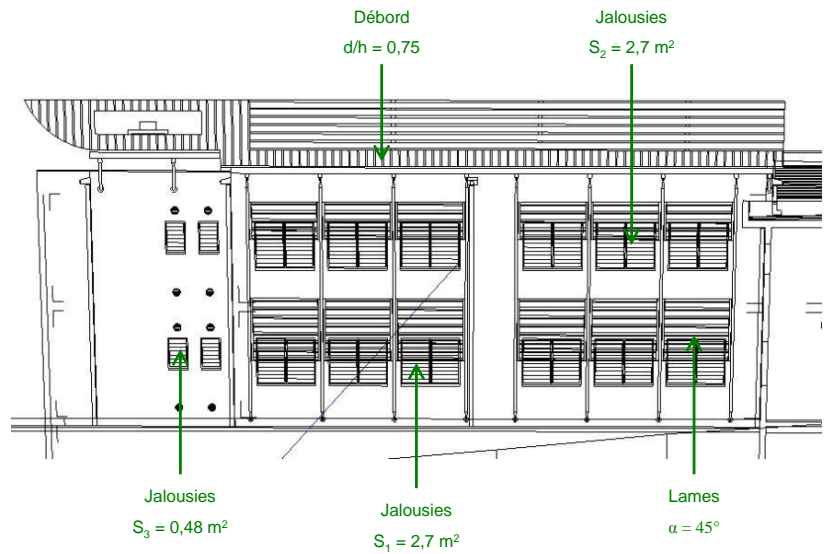 Débord
d/h = 0,75
Jalousies
S₂ = 2,7 m²
Jalousies
S₃ = 0,48 m²
Jalousies
S₁ = 2,7 m²
Lames
α = 45°